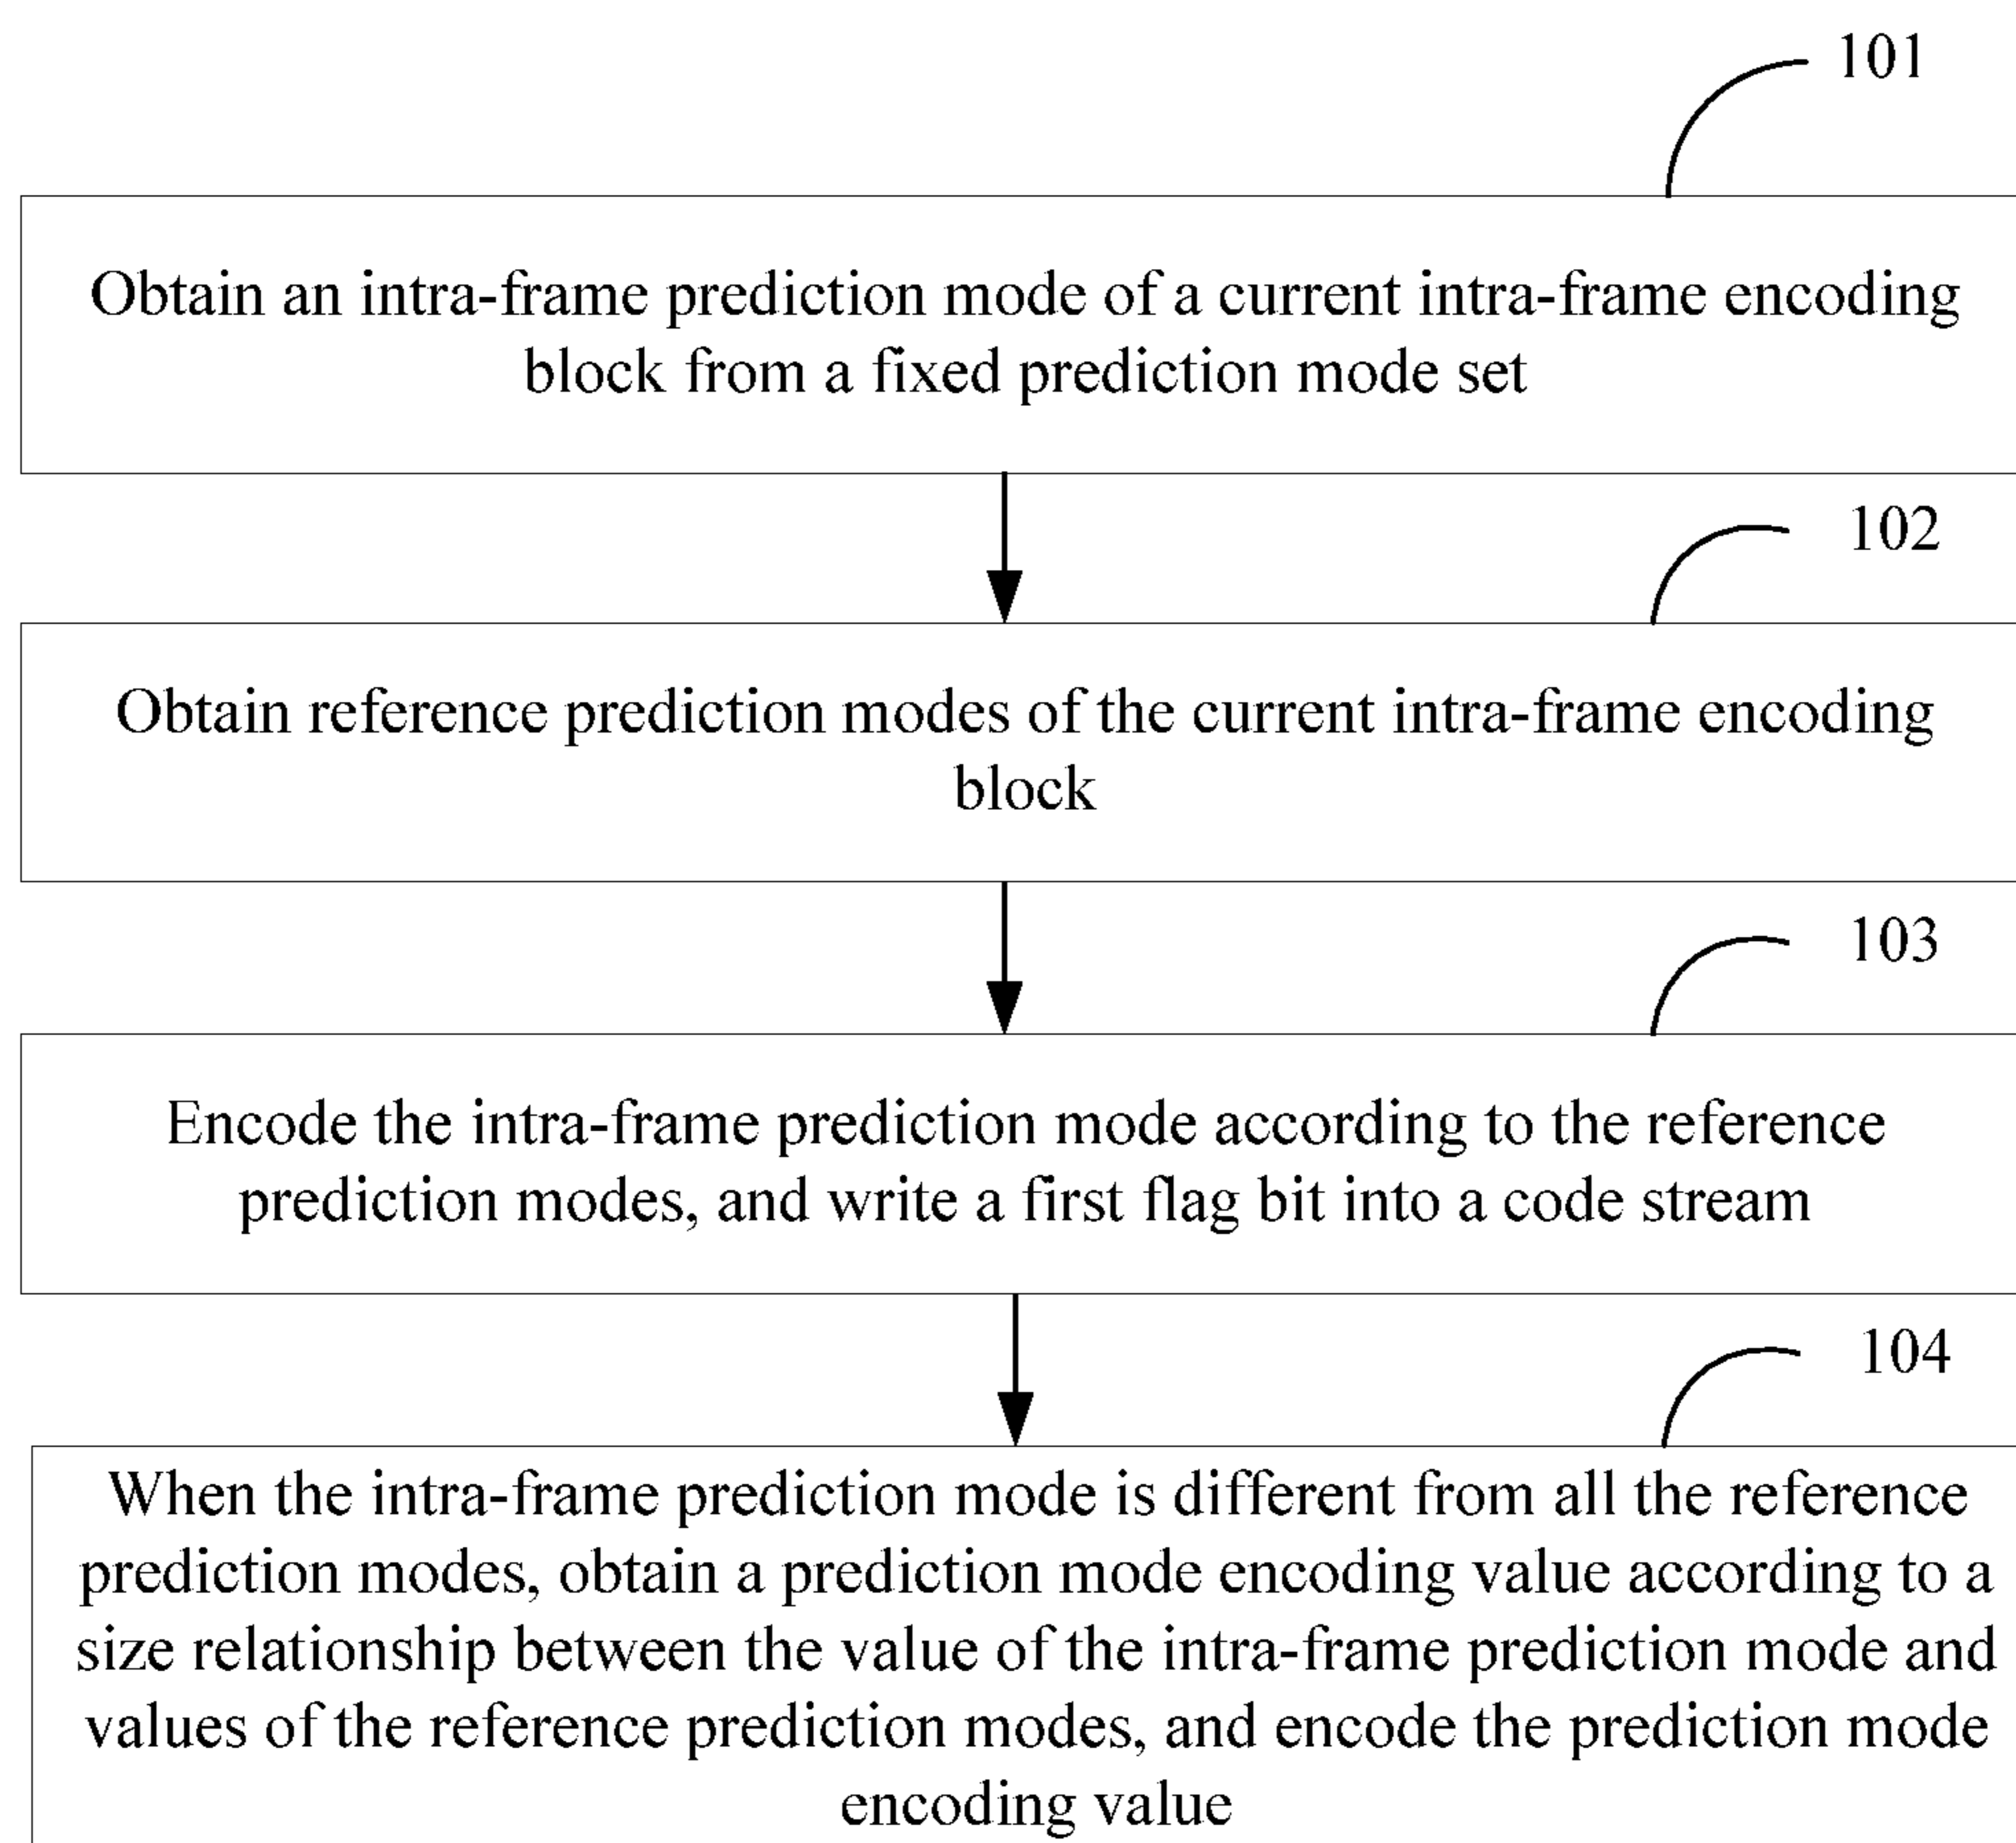 101
Obtain an intra-frame prediction mode of a current intra-frame encoding
block from a fixed prediction mode set
102
Obtain reference prediction modes of the current intra-frame encoding
block
103
Encode the intra-frame prediction mode according to the reference
prediction modes, and write a first flag bit into a code stream
104
When the intra-frame prediction mode is different from all the reference
prediction modes, obtain a prediction mode encoding value according to a
size relationship between the value of the intra-frame prediction mode and
values of the reference prediction modes, and encode the prediction mode
encoding value